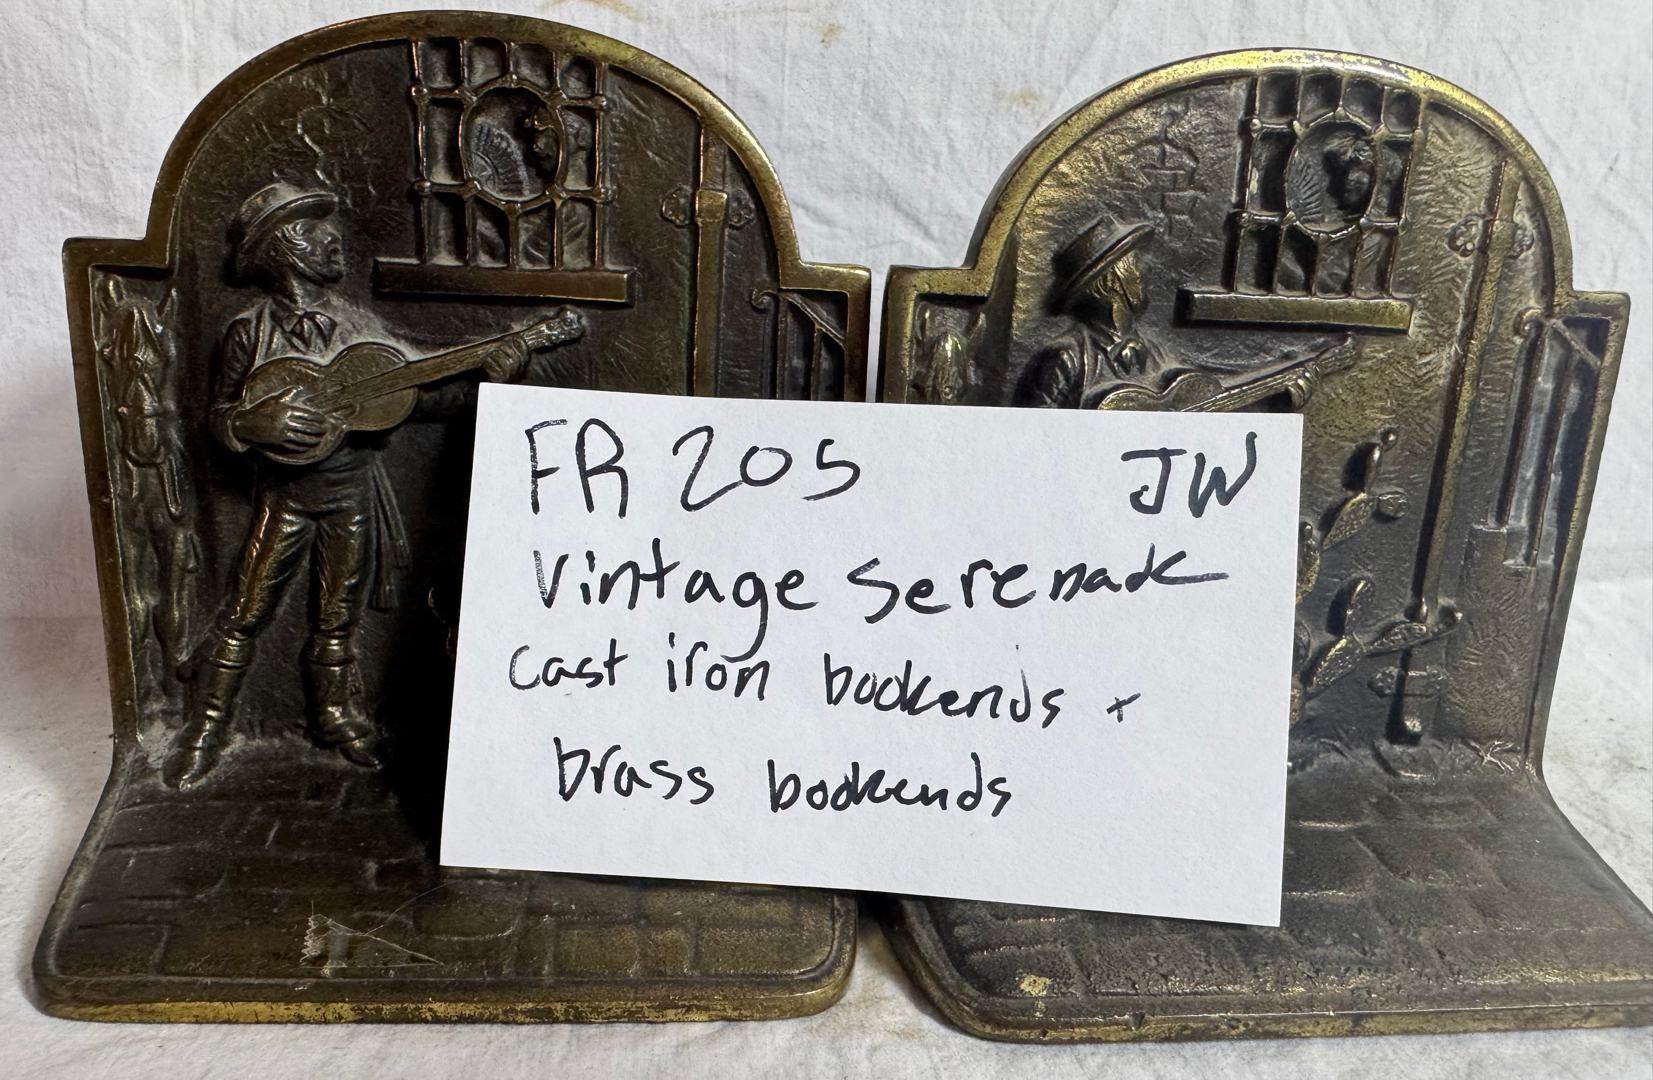 FR 205 JW
Vintage Serenade
cast iron bookends +
brass bookends